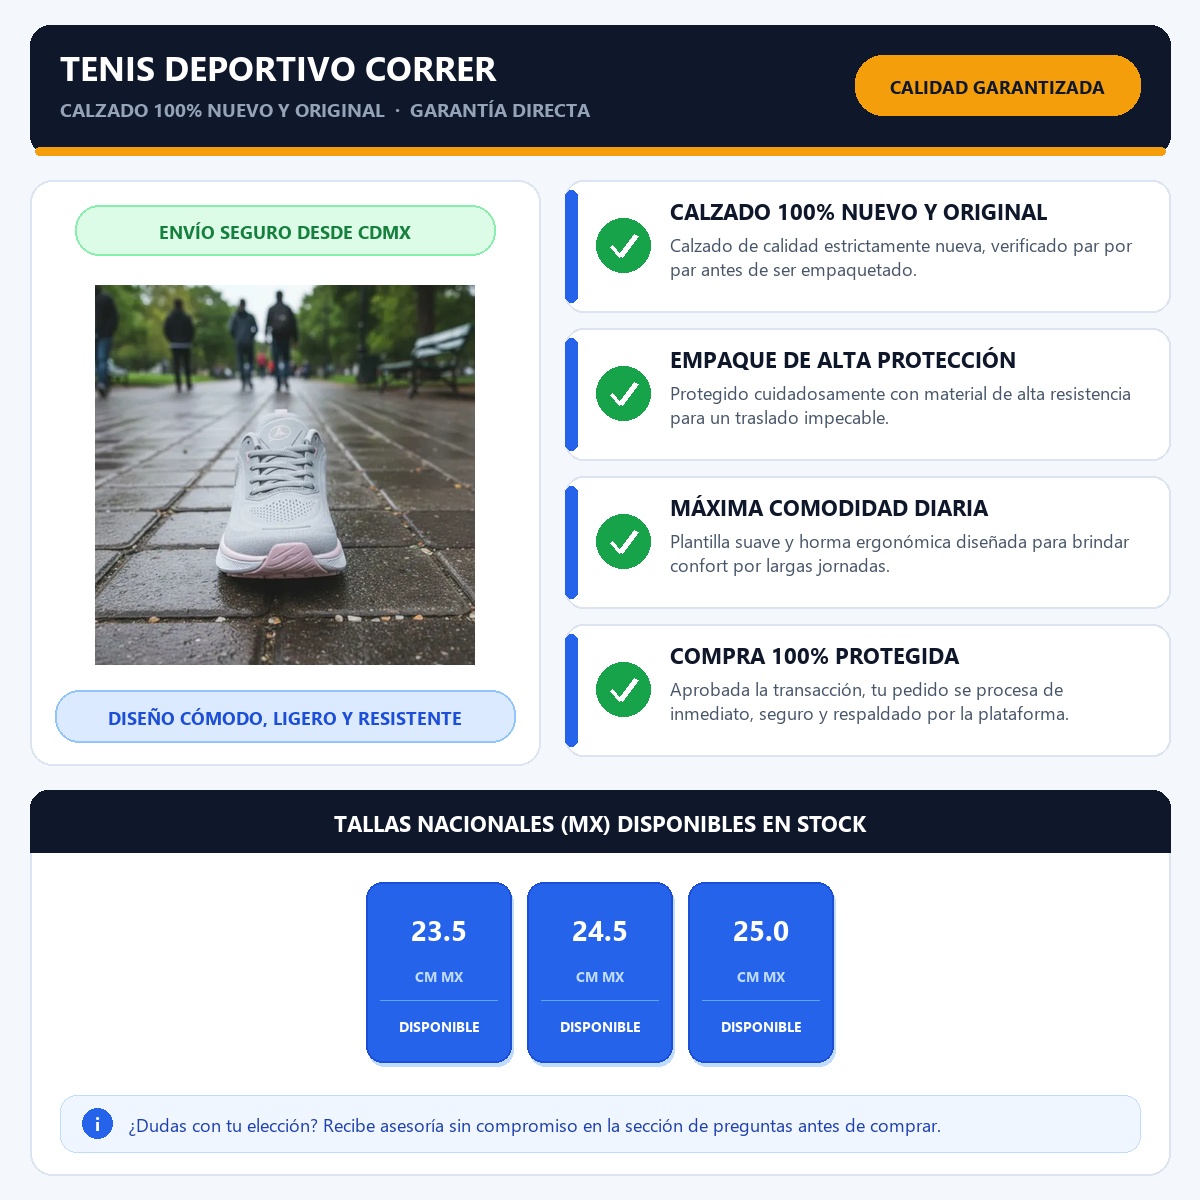 TENIS DEPORTIVO CORRER
CALZADO 100% NUEVO Y ORIGINAL · GARANTÍA DIRECTA
CALIDAD GARANTIZADA
ENVÍO SEGURO DESDE CDMX
DISEÑO CÓMODO, LIGERO Y RESISTENTE
CALZADO 100% NUEVO Y ORIGINAL
Calzado de calidad estrictamente nueva, verificado par por
par antes de ser empaquetado.
EMPAQUE DE ALTA PROTECCIÓN
Protegido cuidadosamente con material de alta resistencia
para un traslado impecable.
MÁXIMA COMODIDAD DIARIA
Plantilla suave y horma ergonómica diseñada para brindar
confort por largas jornadas.
COMPRA 100% PROTEGIDA
Aprobada la transacción, tu pedido se procesa de
inmediato, seguro y respaldado por la plataforma.
TALLAS NACIONALES (MX) DISPONIBLES EN STOCK
23.5
CM MX
DISPONIBLE
24.5
CM MX
DISPONIBLE
25.0
CM MX
DISPONIBLE
¿Dudas con tu elección? Recibe asesoría sin compromiso en la sección de preguntas antes de comprar.